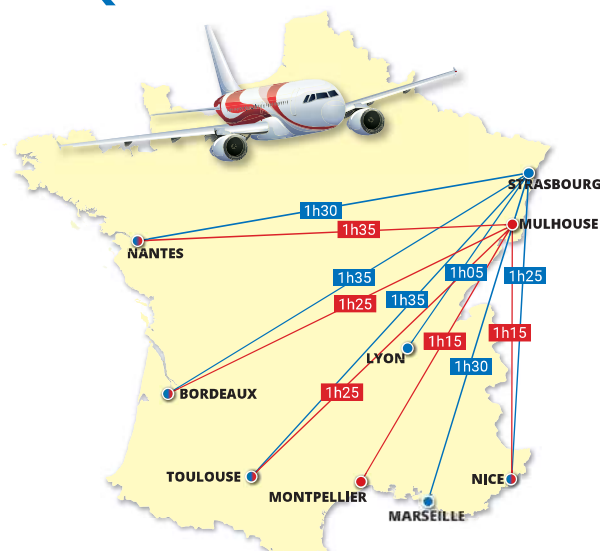 STRASBOURG
1h30
MULHOUSE
1h35
NANTES
1h05
1h25
1h35
1h35
1h25
1h15
1h15
LYON
1h30
1h25
BORDEAUX
TOULOUSE
NICE
MONTPELLIER
MARSEILLE